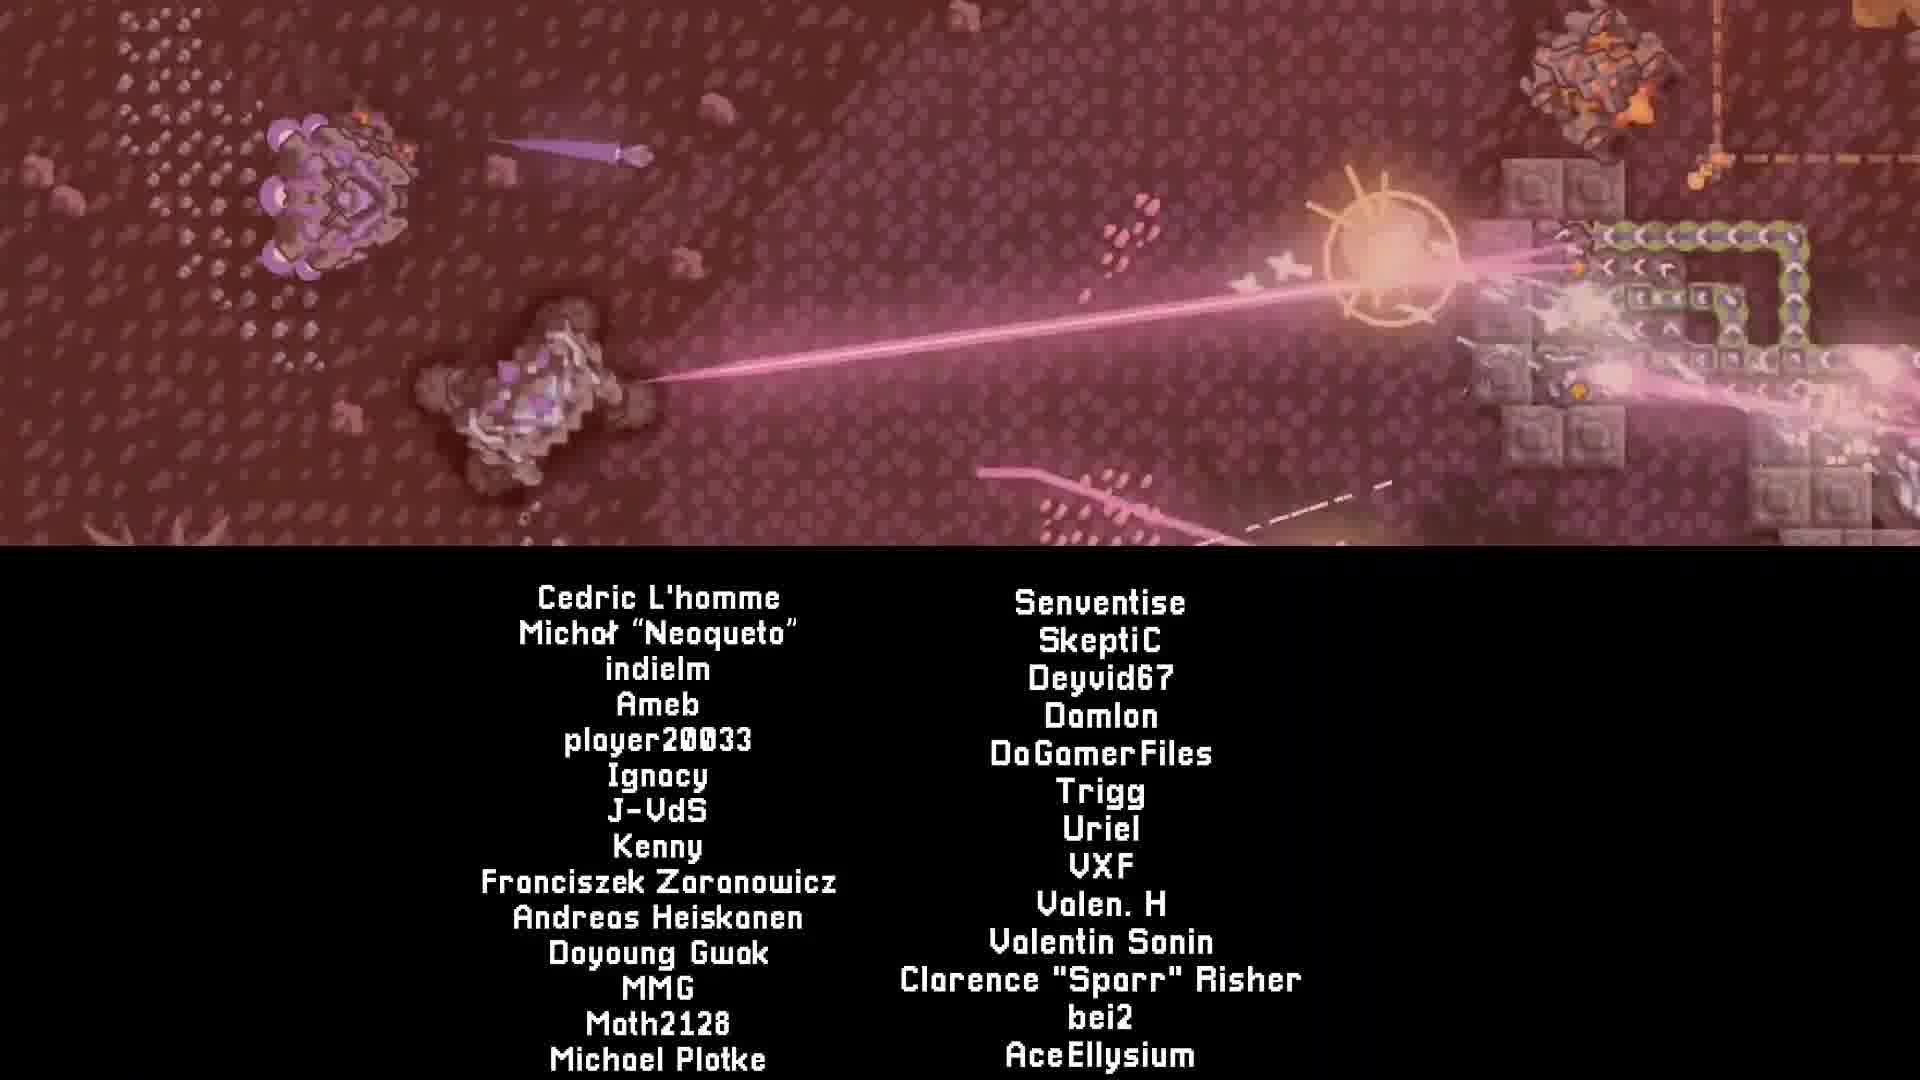 Cedric L'homme
Michał “Neoqueto”
indielm
Ameb
player20033
Ignacy
J-VdS
Kenny
Franciszek Zaranowicz
Andreas Heiskanen
Doyoung Gwak
MMG
Math2128
Michael Plotke
Senventise
SkeptiC
Deyvid67
Damlon
DaGamerFiles
Trigg
Uriel
VXF
Valen. H
Valentin Sonin
Clarence "Sparr" Risher
bei2
AceEllysium